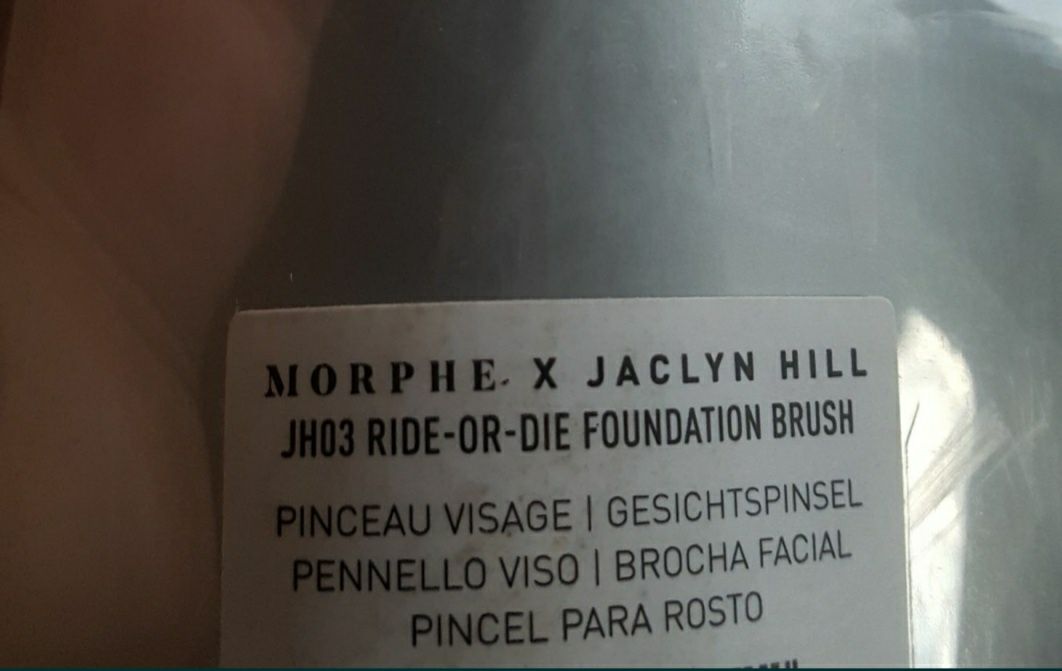 MORPHE. X JACLYN HILL
JH03 RIDE-OR-DIE FOUNDATION BRUSH
PINCEAU VISAGE | GESICHTSPINSEL
PENNELLO VISO | BROCHA FACIAL
PINCEL PARA ROSTO